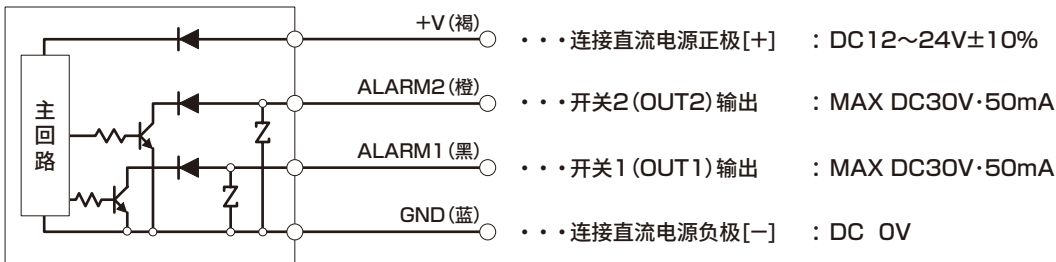 +V(褐) ・・・连接直流电源正极[+] : DC12～24V±10%
ALARM2(橙) ・・・开关2(OUT2)输出 : MAX DC30V·50mA
主回路
ALARM1(黑) ・・・开关1(OUT1)输出 : MAX DC30V·50mA
GND(蓝) ・・・连接直流电源负极[−] : DC 0V